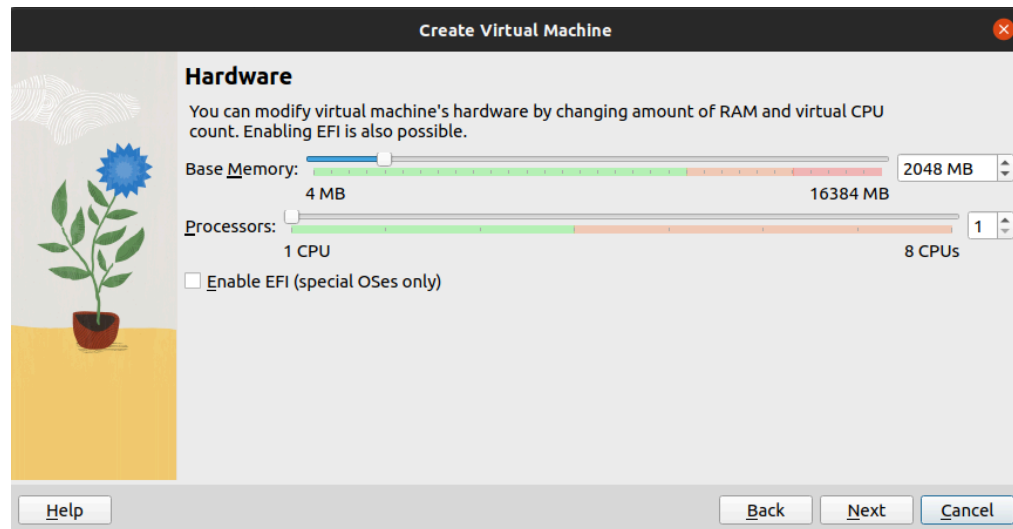 Create Virtual Machine
Hardware
You can modify virtual machine's hardware by changing amount of RAM and virtual CPU
count. Enabling EFI is also possible.
Base Memory: 2048 MB
4 MB 16384 MB
Processors: 1
1 CPU 8 CPUs
Enable EFI (special OSes only)
Help Back Next Cancel